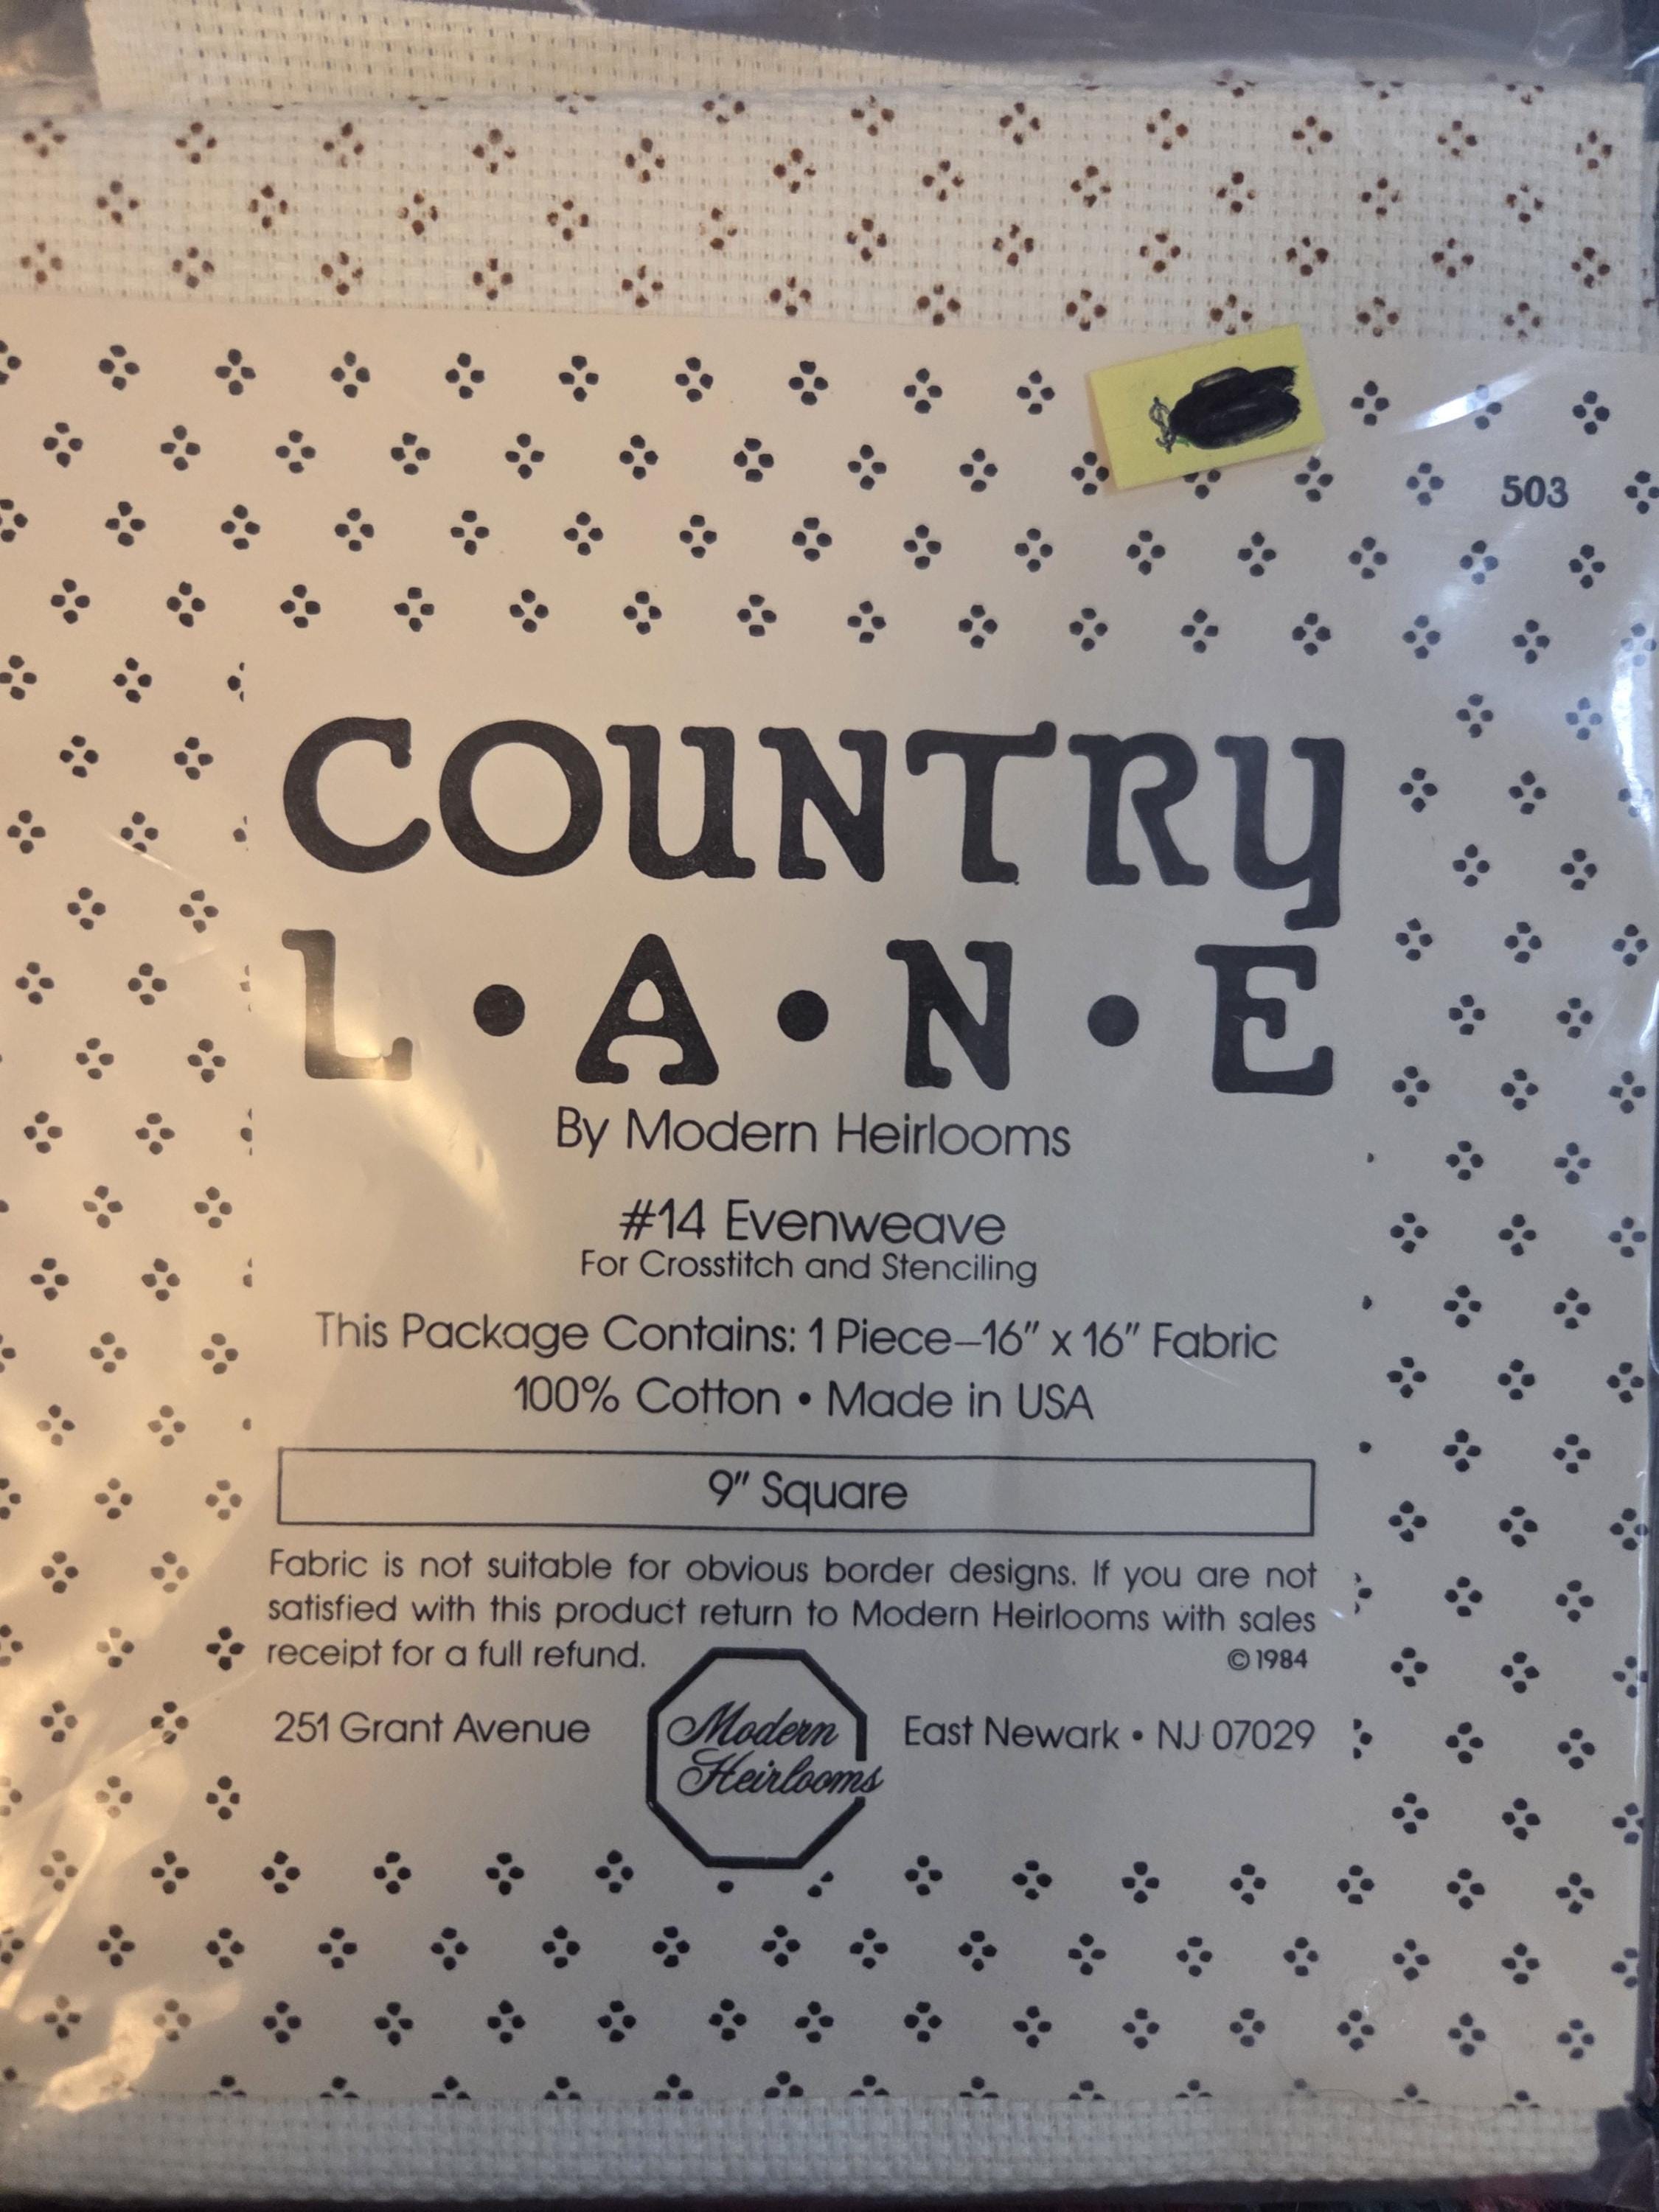 $
503
COUNTRY
L•A•N•E
By Modern Heirlooms
#14 Evenweave
For Crosstitch and Stenciling
This Package Contains: 1 Piece–16" x 16" Fabric
100% Cotton • Made in USA
9" Square
Fabric is not suitable for obvious border designs. If you are not
satisfied with this product return to Modern Heirlooms with sales
receipt for a full refund.
©1984
251 Grant Avenue
Modern
Heirlooms
East Newark • NJ 07029